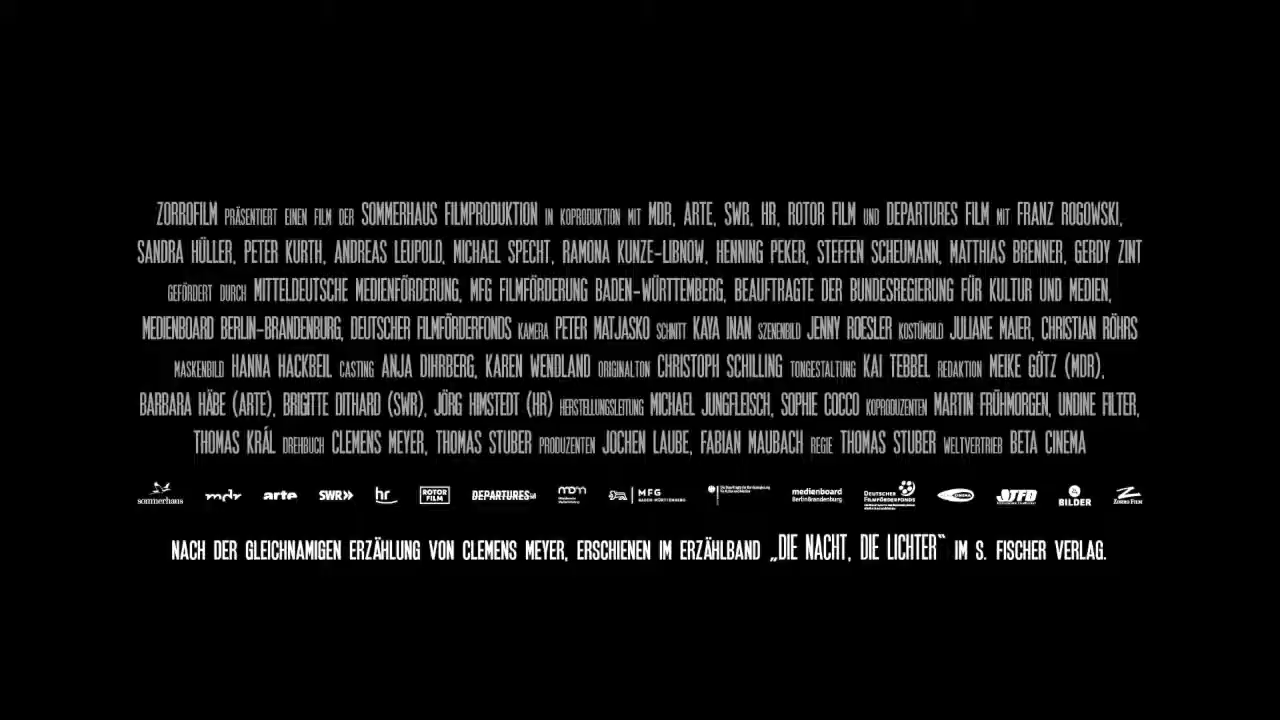 ZORROFILM PRÄSENTIERT EINEN FILM DER SOMMERHAUS FILMPRODUKTION IN KOPRODUKTION MIT MDR, ARTE, SWR, HR, ROTOR FILM UND DEPARTURES FILM MIT FRANZ ROGOWSKI,
SANDRA HÜLLER, PETER KURTH, ANDREAS LEUPOLD, MICHAEL SPECHT, RAMONA KUNZE-LIBNOW, HENNING PEKER, STEFFEN SCHEUMANN, MATTHIAS BRENNER, GERDY ZINT
GEFÖRDERT DURCH MITTELDEUTSCHE MEDIENFÖRDERUNG, MFG FILMFÖRDERUNG BADEN-WÜRTTEMBERG, BEAUFTRAGTE DER BUNDESREGIERUNG FÜR KULTUR UND MEDIEN,
MEDIENBOARD BERLIN-BRANDENBURG, DEUTSCHER FILMFÖRDERFONDS KAMERA PETER MATJASKO SCHNITT KAYA INAN SZENENBILD JENNY ROESLER KOSTÜMBILD JULIANE MAIER, CHRISTIAN RÖHRS
MASKENBILD HANNA HACKBEIL CASTING ANJA DIHRBERG, KAREN WENDLAND ORIGINALTON CHRISTOPH SCHILLING TONGESTALTUNG KAI TEBBEL REDAKTION MEIKE GÖTZ (MDR),
BARBARA HÄBE (ARTE), BRIGITTE DITHARD (SWR), JÖRG HIMSTEDT (HR) HERSTELLUNGSLEITUNG MICHAEL JUNGFLEISCH, SOPHIE COCCO KOPRODUZENTEN MARTIN FRÜHMORGEN, UNDINE FILTER,
THOMAS KRÁL DREHBUCH CLEMENS MEYER, THOMAS STUBER PRODUZENTEN JOCHEN LAUBE, FABIAN MAUBACH REGIE THOMAS STUBER WELTVERTRIEB BETA CINEMA
sommerhaus mdr arte SWR hr ROTOR FILM DEPARTURES mdm MFG BADEN-WÜRTTEMBERG medienboard BerlinBrandenburg DEUTSCHER FILMFÖRDERFONDS CINEMA BILDER ZORRO FILM
NACH DER GLEICHNAMIGEN ERZÄHLUNG VON CLEMENS MEYER, ERSCHIENEN IM ERZÄHLBAND „DIE NACHT, DIE LICHTER“ IM S. FISCHER VERLAG.